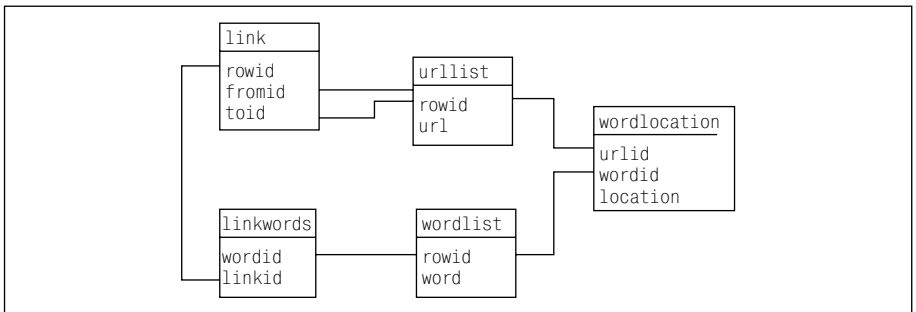 link
rowid
fromid
toid
urllist
rowid
url
wordlocation
urlid
wordid
location
linkwords
wordid
linkid
wordlist
rowid
word